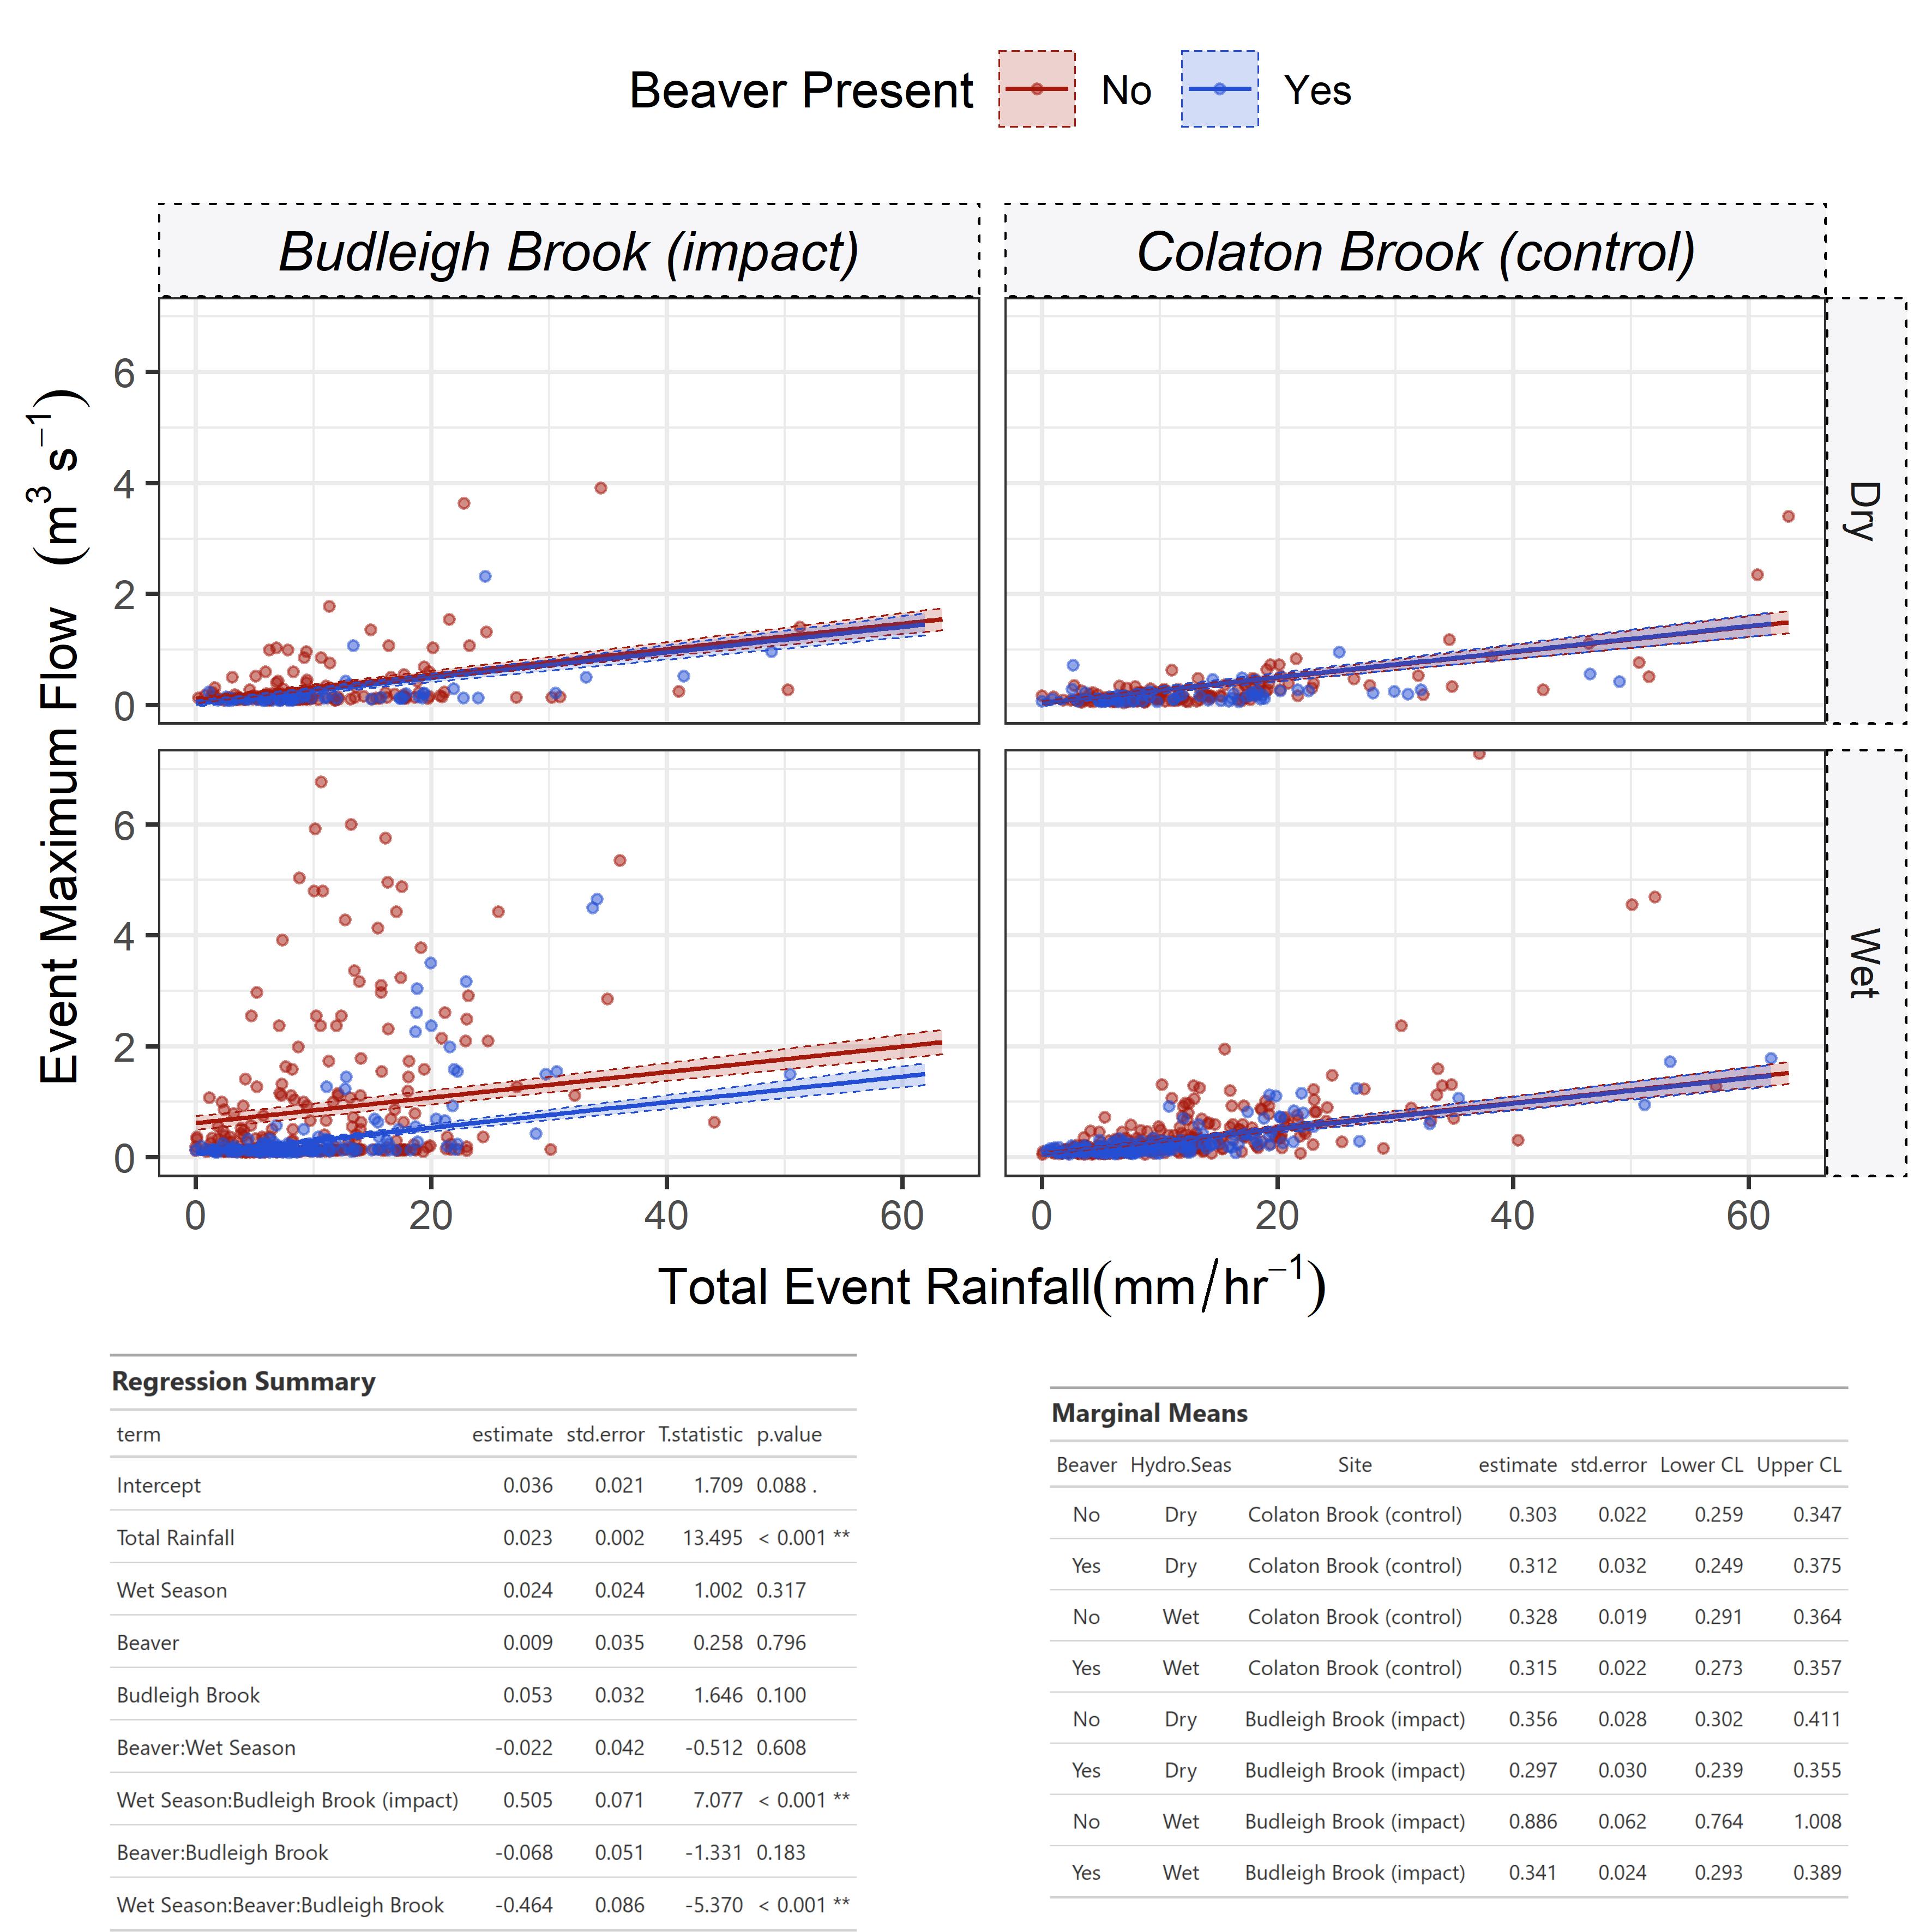 Beaver Present No Yes
Budleigh Brook (impact) Colaton Brook (control)
Event Maximum Flow (m³ s⁻¹)
6
4
2
0
Dry
6
4
2
0
Wet
0 20 40 60 0 20 40 60
Total Event Rainfall(mm/hr⁻¹)
Regression Summary
term estimate std.error T.statistic p.value
Intercept 0.036 0.021 1.709 0.088 .
Total Rainfall 0.023 0.002 13.495 < 0.001 **
Wet Season 0.024 0.024 1.002 0.317
Beaver 0.009 0.035 0.258 0.796
Budleigh Brook 0.053 0.032 1.646 0.100
Beaver:Wet Season -0.022 0.042 -0.512 0.608
Wet Season:Budleigh Brook (impact) 0.505 0.071 7.077 < 0.001 **
Beaver:Budleigh Brook -0.068 0.051 -1.331 0.183
Wet Season:Beaver:Budleigh Brook -0.464 0.086 -5.370 < 0.001 **
Marginal Means
Beaver Hydro.Seas Site estimate std.error Lower CL Upper CL
No Dry Colaton Brook (control) 0.303 0.022 0.259 0.347
Yes Dry Colaton Brook (control) 0.312 0.032 0.249 0.375
No Wet Colaton Brook (control) 0.328 0.019 0.291 0.364
Yes Wet Colaton Brook (control) 0.315 0.022 0.273 0.357
No Dry Budleigh Brook (impact) 0.356 0.028 0.302 0.411
Yes Dry Budleigh Brook (impact) 0.297 0.030 0.239 0.355
No Wet Budleigh Brook (impact) 0.886 0.062 0.764 1.008
Yes Wet Budleigh Brook (impact) 0.341 0.024 0.293 0.389